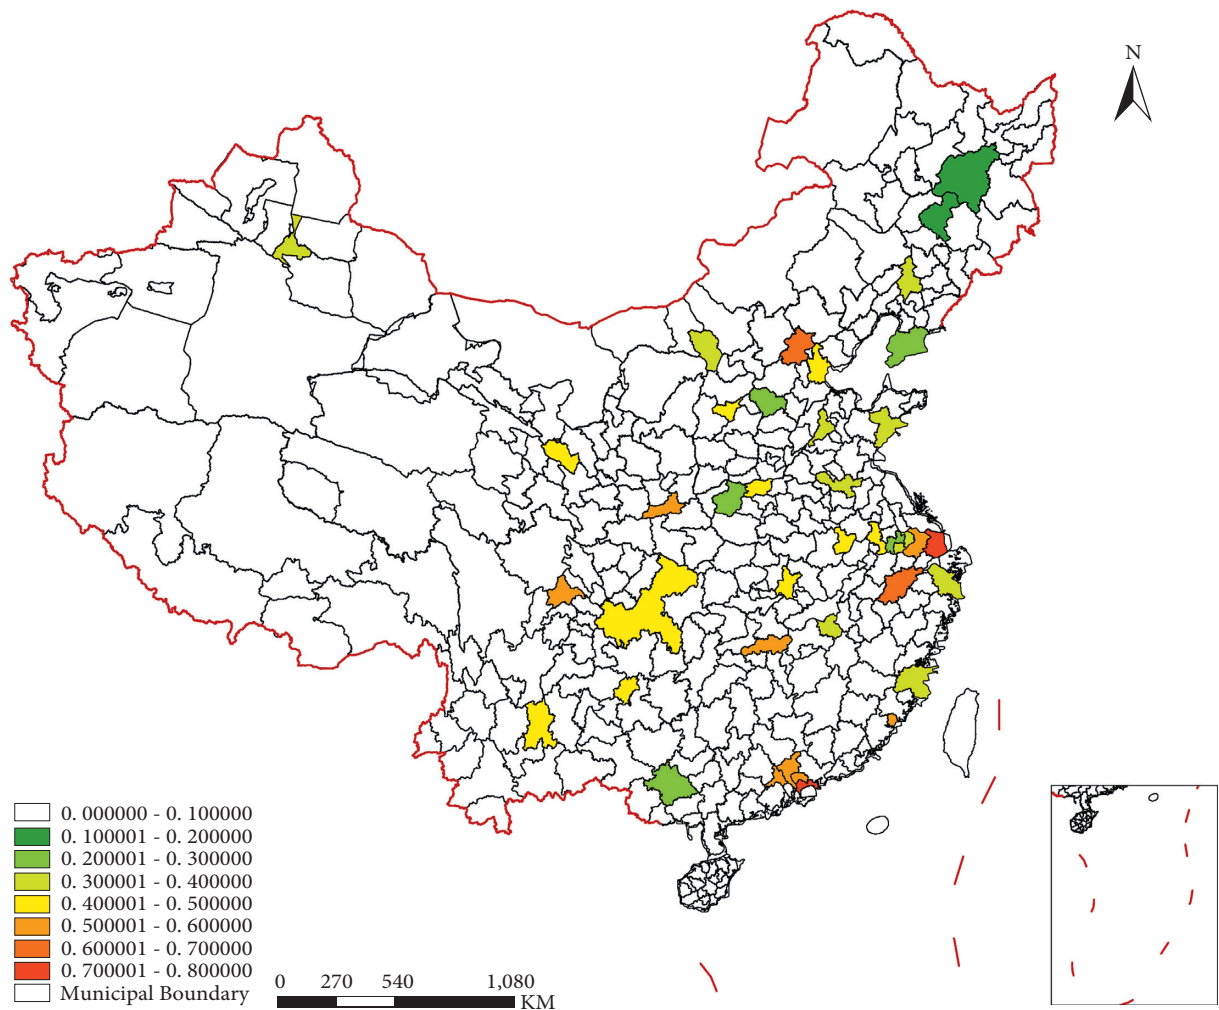 N
0. 000000 - 0. 100000
0. 100001 - 0. 200000
0. 200001 - 0. 300000
0. 300001 - 0. 400000
0. 400001 - 0. 500000
0. 500001 - 0. 600000
0. 600001 - 0. 700000
0. 700001 - 0. 800000
Municipal Boundary
0 270 540 1,080
KM